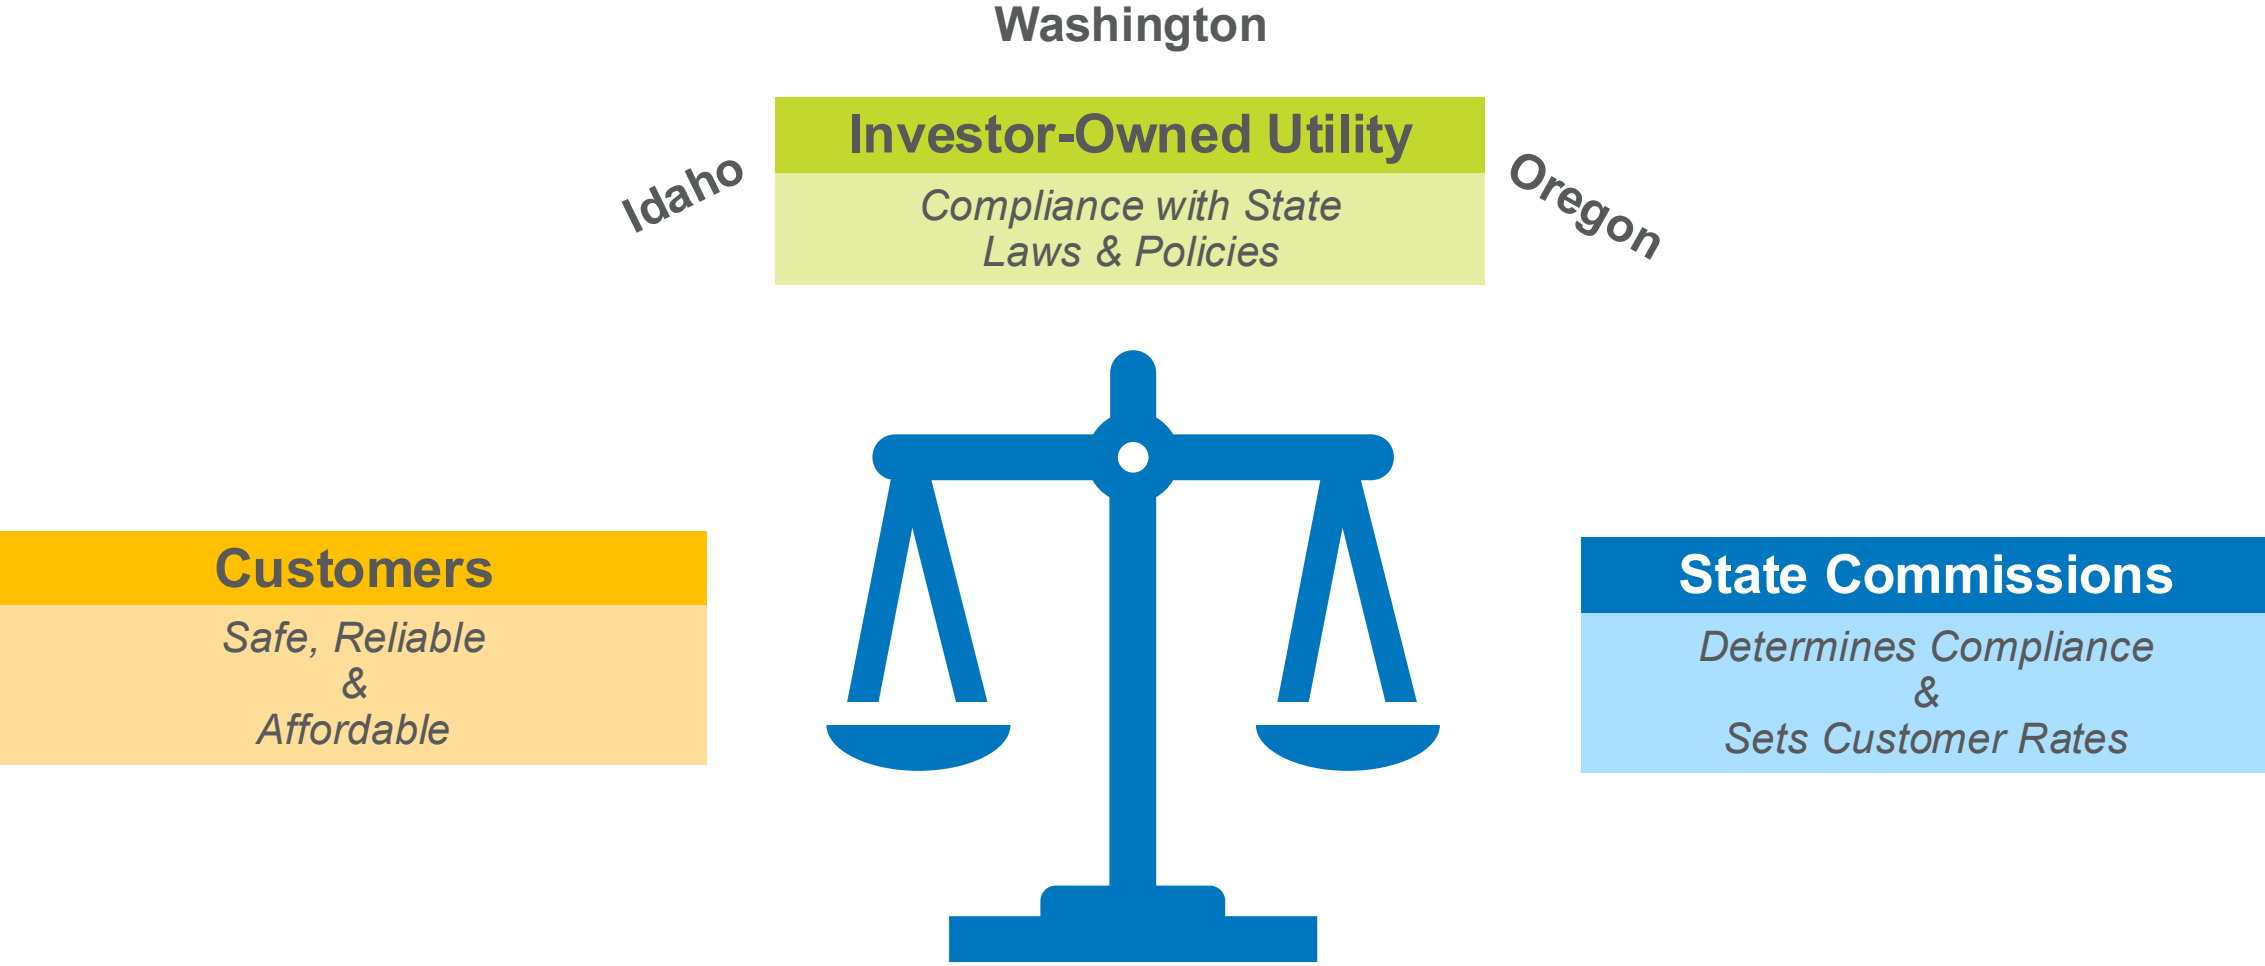 Washington
Idaho
Investor-Owned Utility
Oregon
Compliance with State
Laws & Policies
Customers
Safe, Reliable
&
Affordable
State Commissions
Determines Compliance
&
Sets Customer Rates